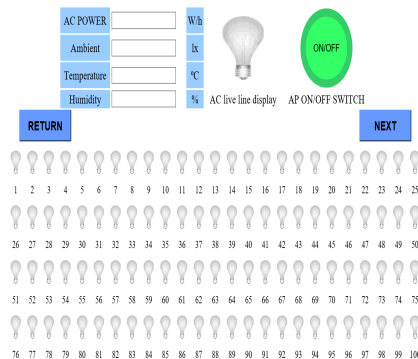 AC POWER W/h
Ambient lx ON/OFF
Temperature °C
Humidity % AC live line display AP ON/OFF SWITCH
RETURN NEXT
1 2 3 4 5 6 7 8 9 10 11 12 13 14 15 16 17 18 19 20 21 22 23 24 25
26 27 28 29 30 31 32 33 34 35 36 37 38 39 40 41 42 43 44 45 46 47 48 49 50
51 52 53 54 55 56 57 58 59 60 61 62 63 64 65 66 67 68 69 70 71 72 73 74 75
76 77 78 79 80 81 82 83 84 85 86 87 88 89 90 91 92 93 94 95 96 97 98 99 100